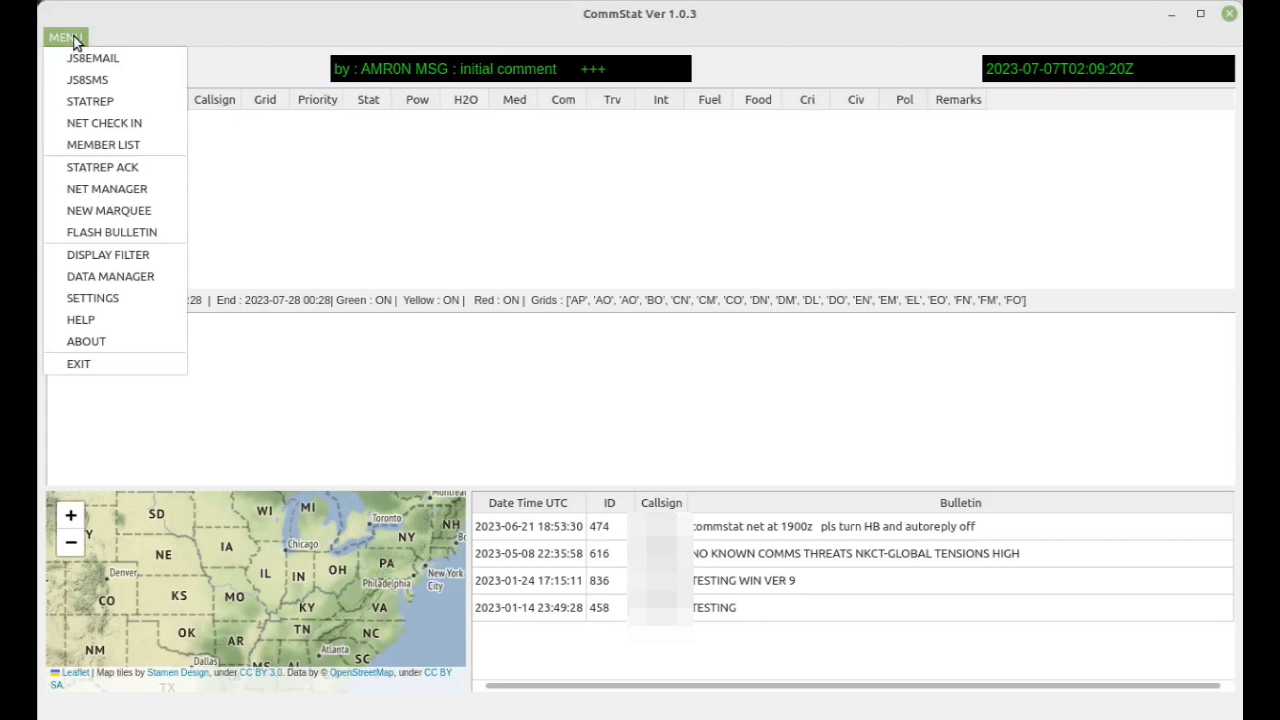 CommStat Ver 1.0.3
MENU
by : AMR0N MSG : initial comment +++
2023-07-07T02:09:20Z
JS8EMAIL
JS8SMS
STATREP
NET CHECK IN
MEMBER LIST
STATREP ACK
NET MANAGER
NEW MARQUEE
FLASH BULLETIN
DISPLAY FILTER
DATA MANAGER
SETTINGS
HELP
ABOUT
EXIT
Callsign Grid Priority Stat Pow H2O Med Com Trv Int Fuel Food Cri Civ Pol Remarks
:28 | End : 2023-07-28 00:28| Green : ON | Yellow : ON | Red : ON | Grids : ['AP', 'AO', 'AO', 'BO', 'CN', 'CM', 'CO', 'DN', 'DM', 'DL', 'DO', 'EN', 'EM', 'EL', 'EO', 'FN', 'FM', 'FO']
+
−
Montreal
SD
WI
MI
Toronto
NH
NY
NE
IA
Chicago
Denver
IL
IN
OH
PA
Philadelphia
New York
City
CO
KS
MO
KY
VA
OK
AR
TN
NC
NM
Atlanta
SC
Dallas
MS
AL
TX
Leaflet | Map tiles by Stamen Design, under CC BY 3.0. Data by © OpenStreetMap, under CC BY
SA.
Date Time UTC ID Callsign Bulletin
2023-06-21 18:53:30 474 commstat net at 1900z pls turn HB and autoreply off
2023-05-08 22:35:58 616 NO KNOWN COMMS THREATS NKCT-GLOBAL TENSIONS HIGH
2023-01-24 17:15:11 836 TESTING WIN VER 9
2023-01-14 23:49:28 458 TESTING